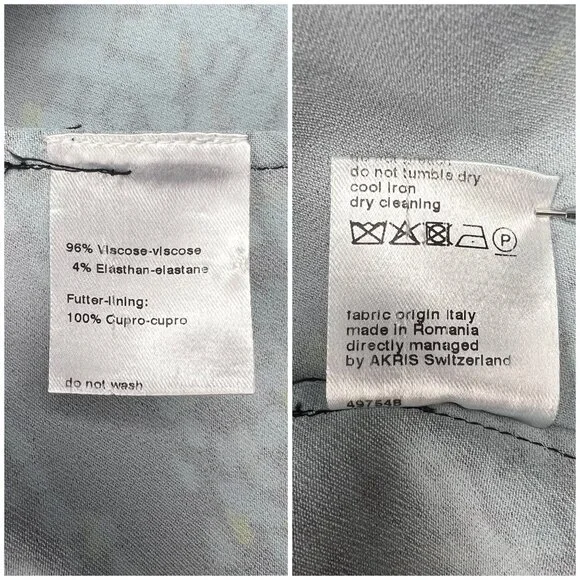 96% Viscose-viscose
4% Elasthan-elastane
Futter-lining:
100% Cupro-cupro
do not wash
do not tumble dry
cool iron
dry cleaning
P
fabric origin Italy
made in Romania
directly managed
by AKRIS Switzerland
497548